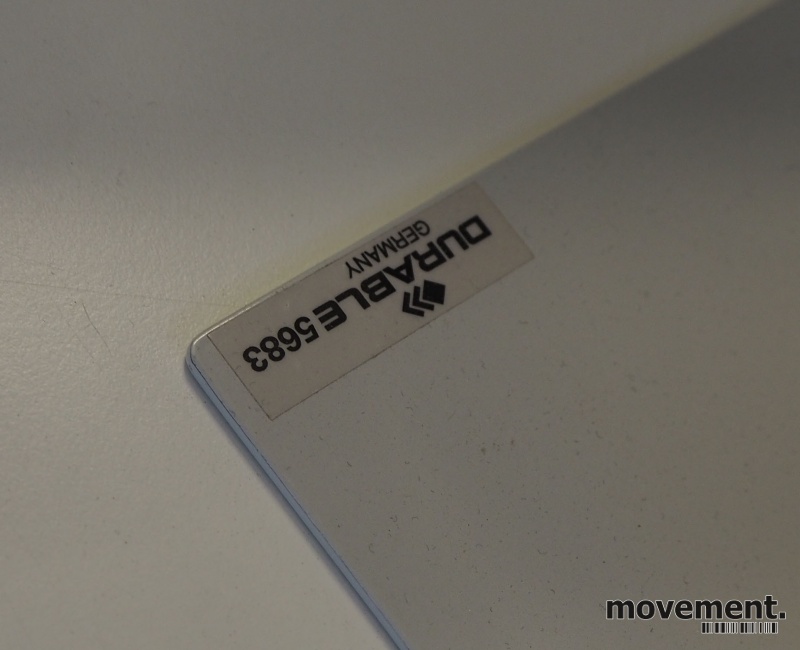 DURABLE 5683
GERMANY
movement.